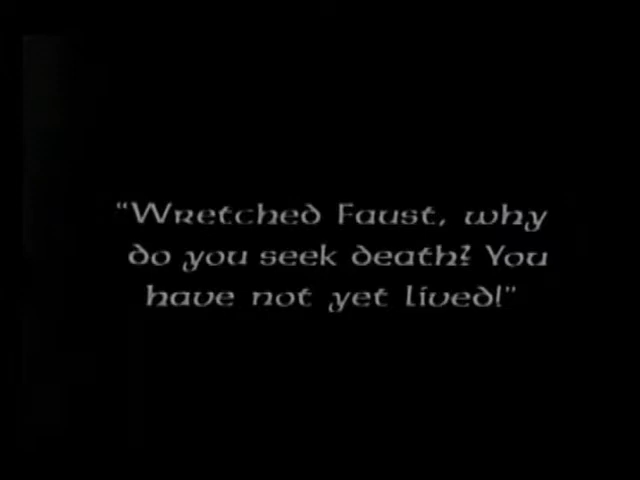 “Wretched Faust, why
do you seek death? You
have not yet lived!”